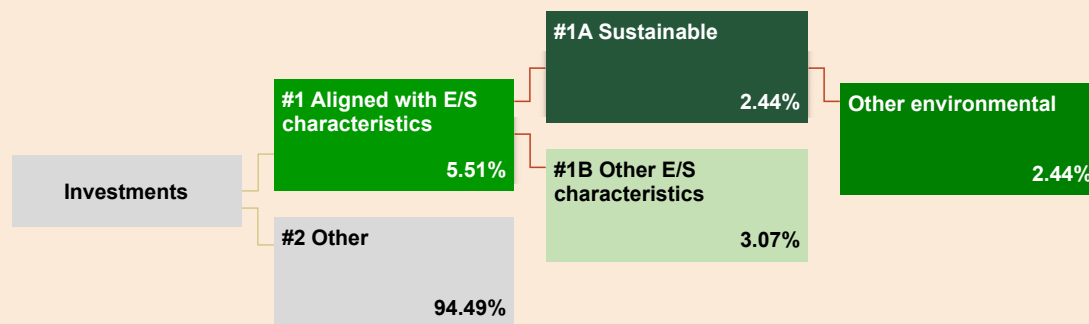 Investments
#1 Aligned with E/S
characteristics
5.51%
#2 Other
94.49%
#1A Sustainable
2.44%
#1B Other E/S
characteristics
3.07%
Other environmental
2.44%